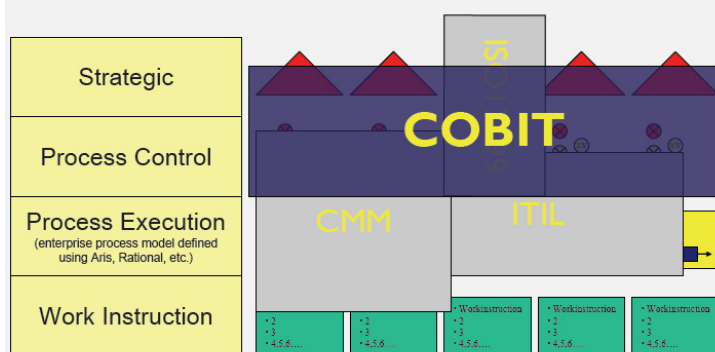 Strategic
Process Control
Process Execution
(enterprise process model defined
using Aris, Rational, etc.)
Work Instruction
COBIT
CMM
ITIL
• 2
• 3
• 4,5,6….
• 2
• 3
• 4,5,6….
• Workinstruction
• 2
• 3
• 4,5,6….
• Workinstruction
• 2
• 3
• 4,5,6….
• Workinstruction
• 2
• 3
• 4,5,6….